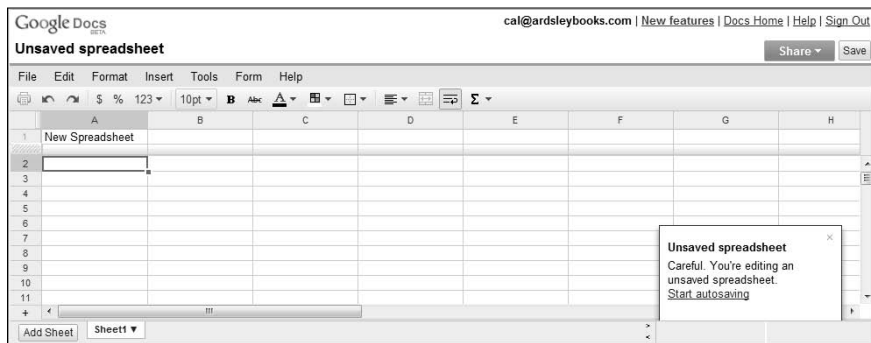 Google Docs
BETA
cal@ardsleybooks.com | New features | Docs Home | Help | Sign Out
Unsaved spreadsheet
Share Save
File Edit Format Insert Tools Form Help
$ % 123 10pt B Abc A Σ
A B C D E F G H
1 New Spreadsheet
2
3
4
5
6
7
8
9
10
11
Unsaved spreadsheet
Careful. You're editing an
unsaved spreadsheet.
Start autosaving
Add Sheet Sheet1